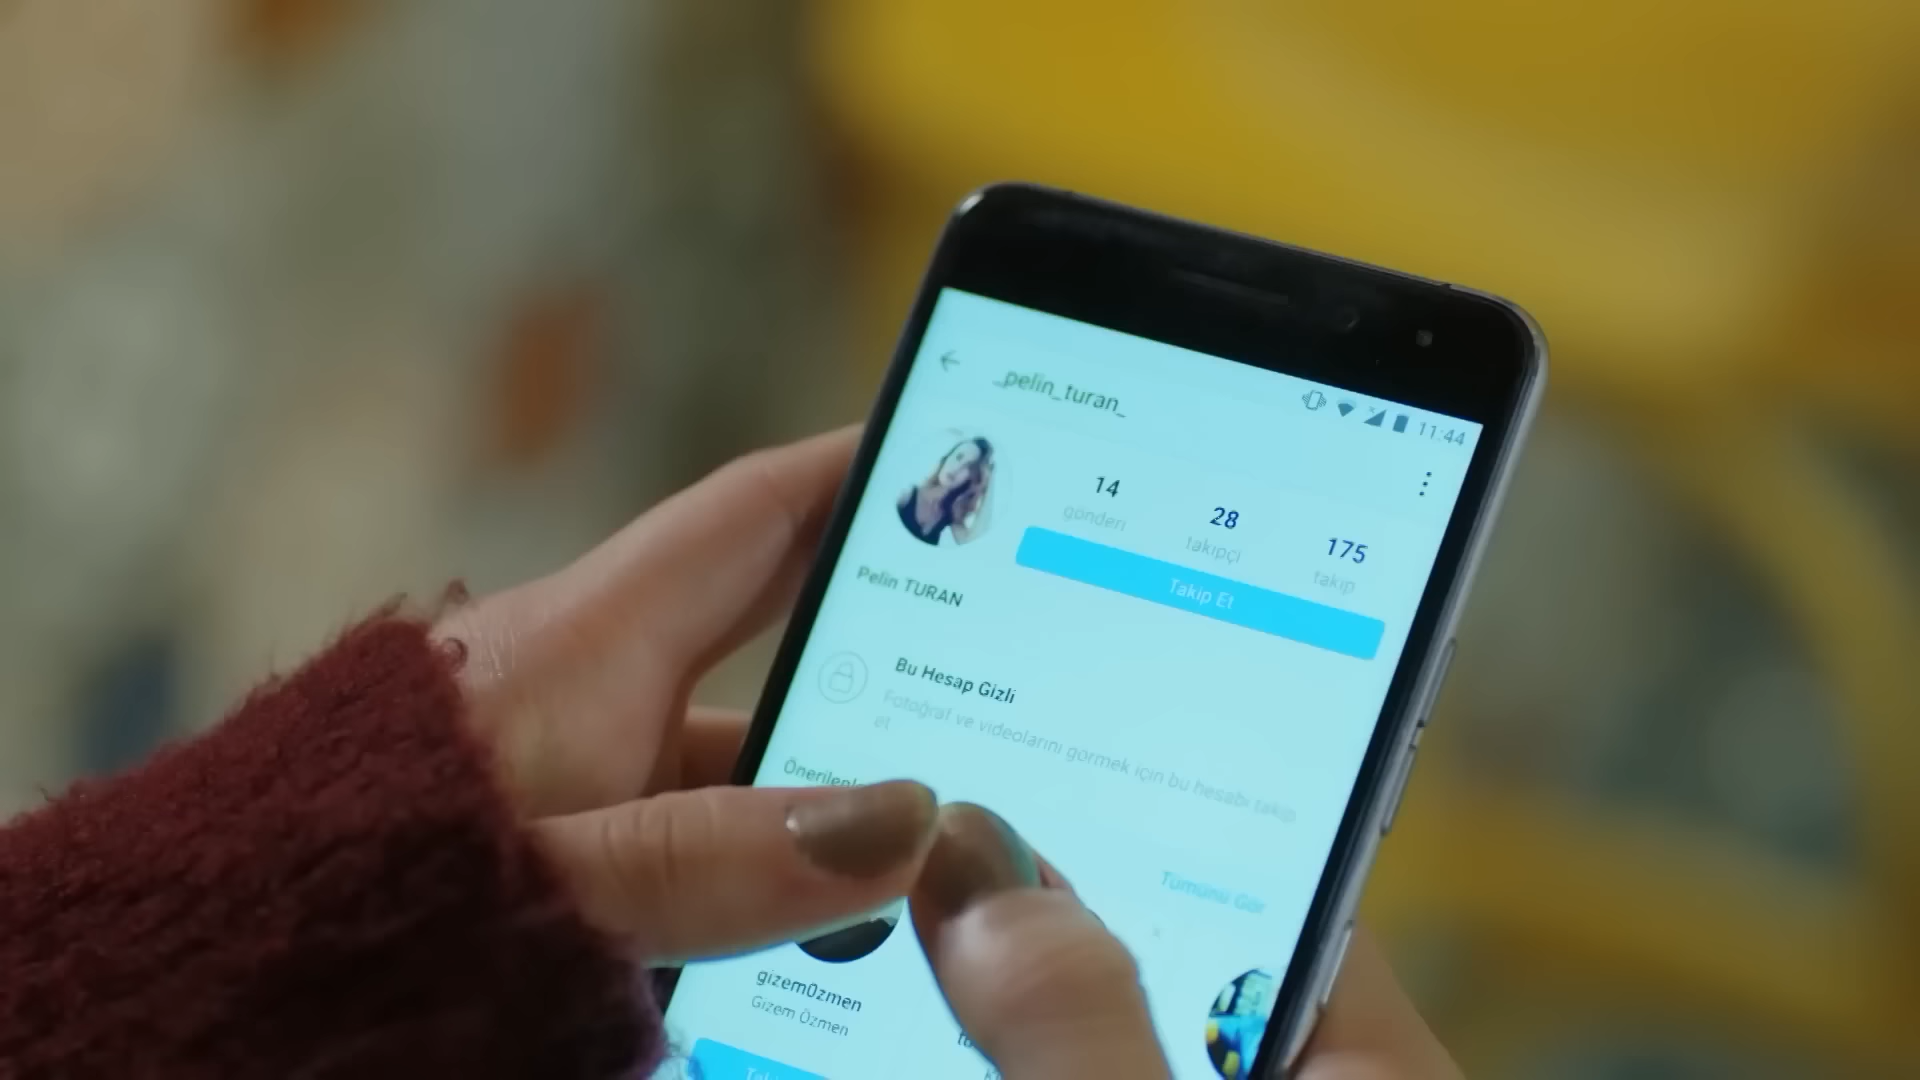 _pelin_turan_
11:44
14
gönderi
28
takipçi
175
takip
Takip Et
Pelin TURAN
Bu Hesap Gizli
Fotoğraf ve videolarını görmek için bu hesabı takip
et
Tümünü Gör
gizem0zmen
Gizem Özmen